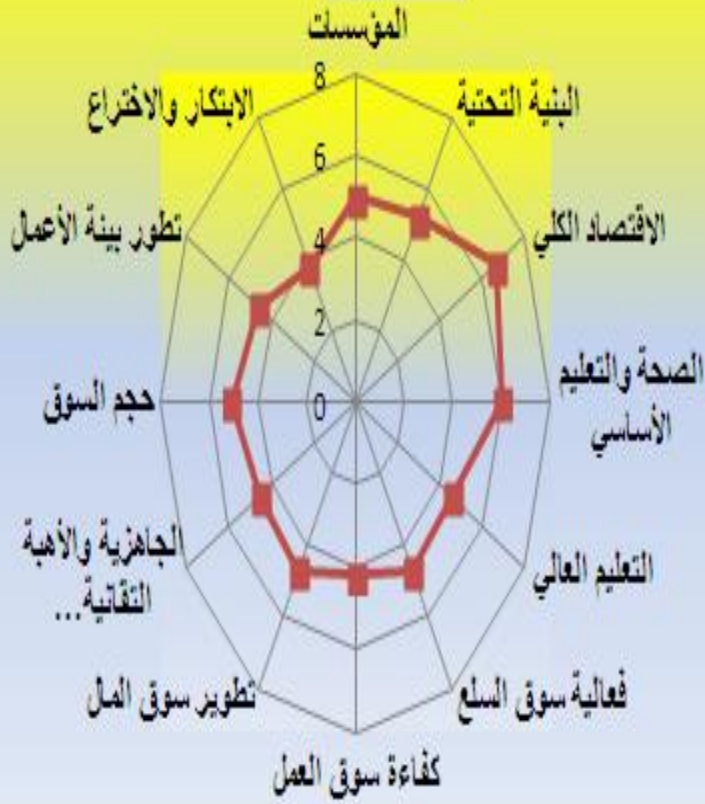 المؤسسات
البنية التحتية
الاقتصاد الكلي
الصحة والتعليم
الأساسي
التعليم العالي
فعالية سوق السلع
كفاءة سوق العمل
تطوير سوق المال
الجاهزية والأهبة
التقانية...
حجم السوق
تطور بيئة الأعمال
الابتكار والاختراع
8
6
4
2
0